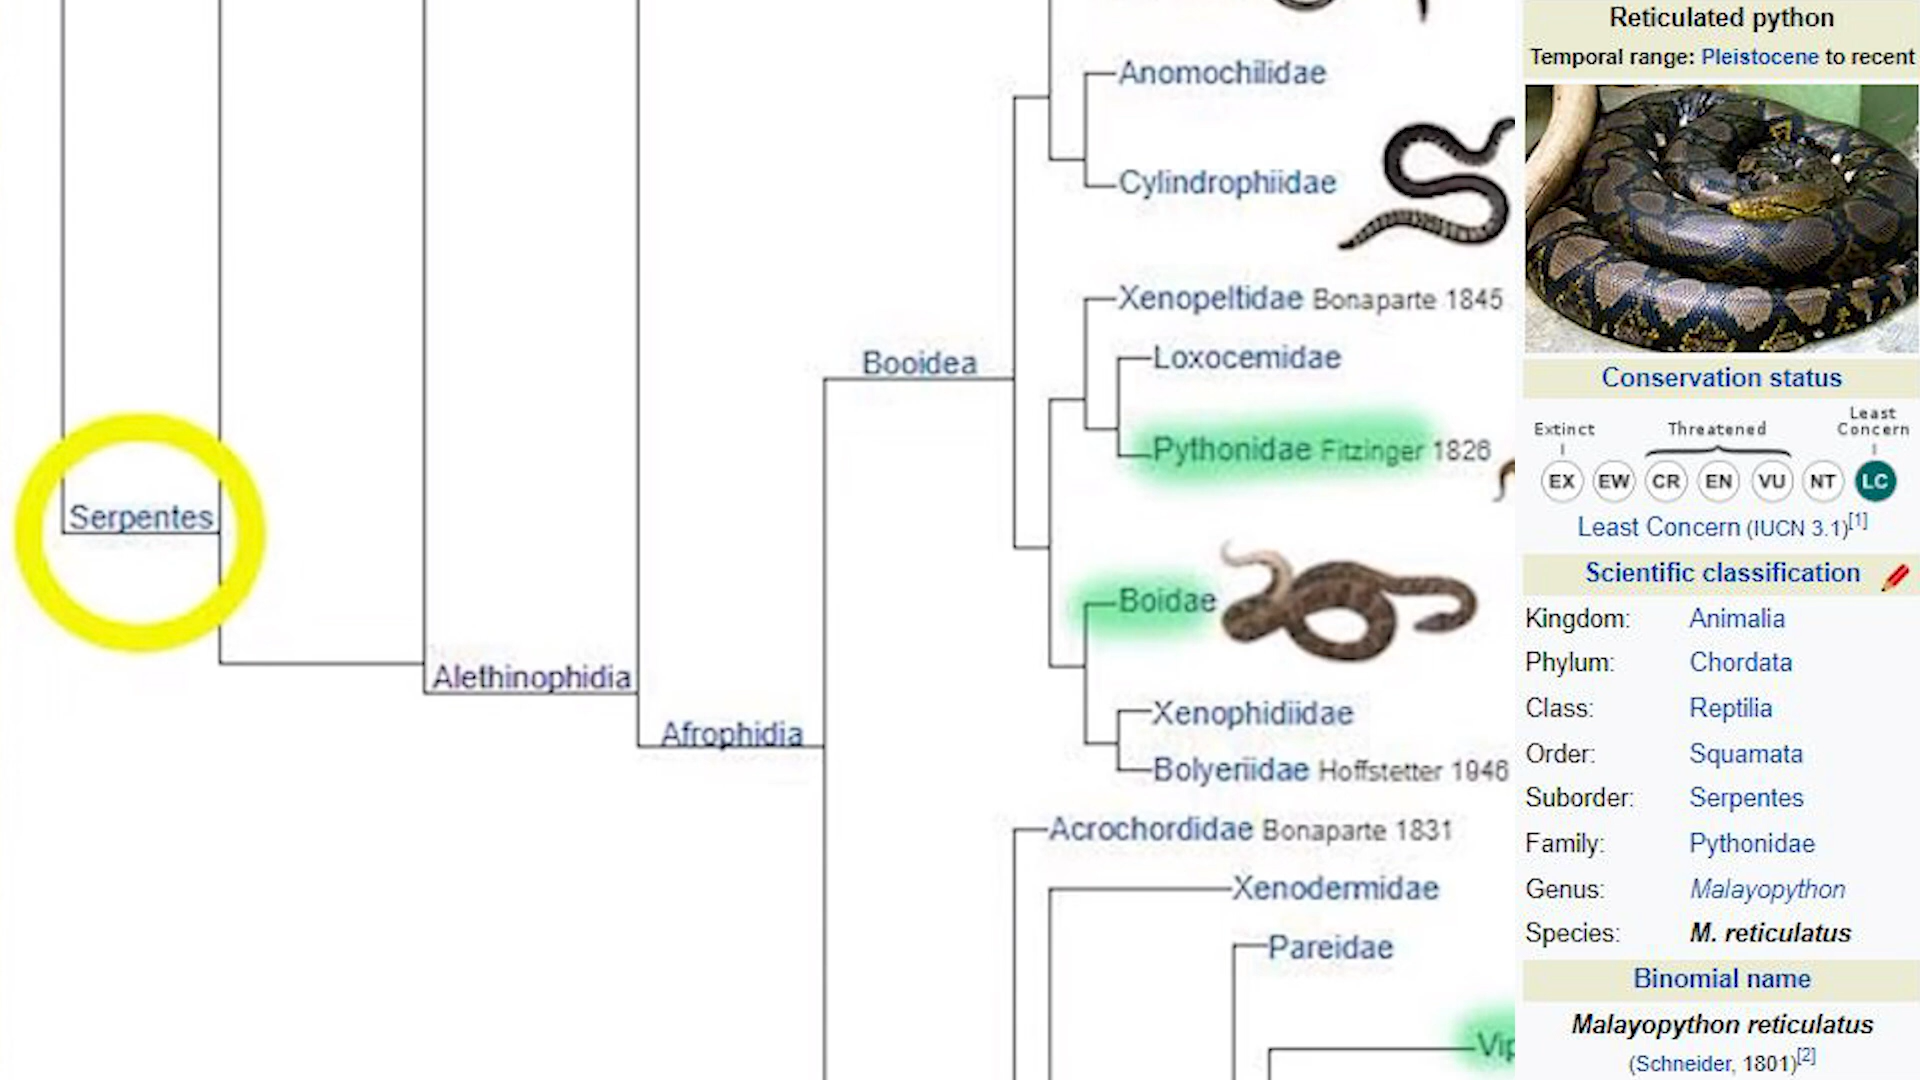 Anomochilidae
Cylindrophiidae
Xenopeltidae Bonaparte 1845
Booidea
Loxocemidae
Pythonidae Fitzinger 1826
Serpentes
Boidae
Alethinophidia
Xenophidiidae
Afrophidia
Bolyeriidae Hoffstetter 1946
Acrochordidae Bonaparte 1831
Xenodermidae
Pareidae
Vip
Reticulated python
Temporal range: Pleistocene to recent
Conservation status
Extinct
Threatened
Least
Concern
EX EW CR EN VU NT LC
Least Concern (IUCN 3.1)[1]
Scientific classification
Kingdom: Animalia
Phylum: Chordata
Class: Reptilia
Order: Squamata
Suborder: Serpentes
Family: Pythonidae
Genus: Malayopython
Species: M. reticulatus
Binomial name
Malayopython reticulatus
(Schneider, 1801)[2]